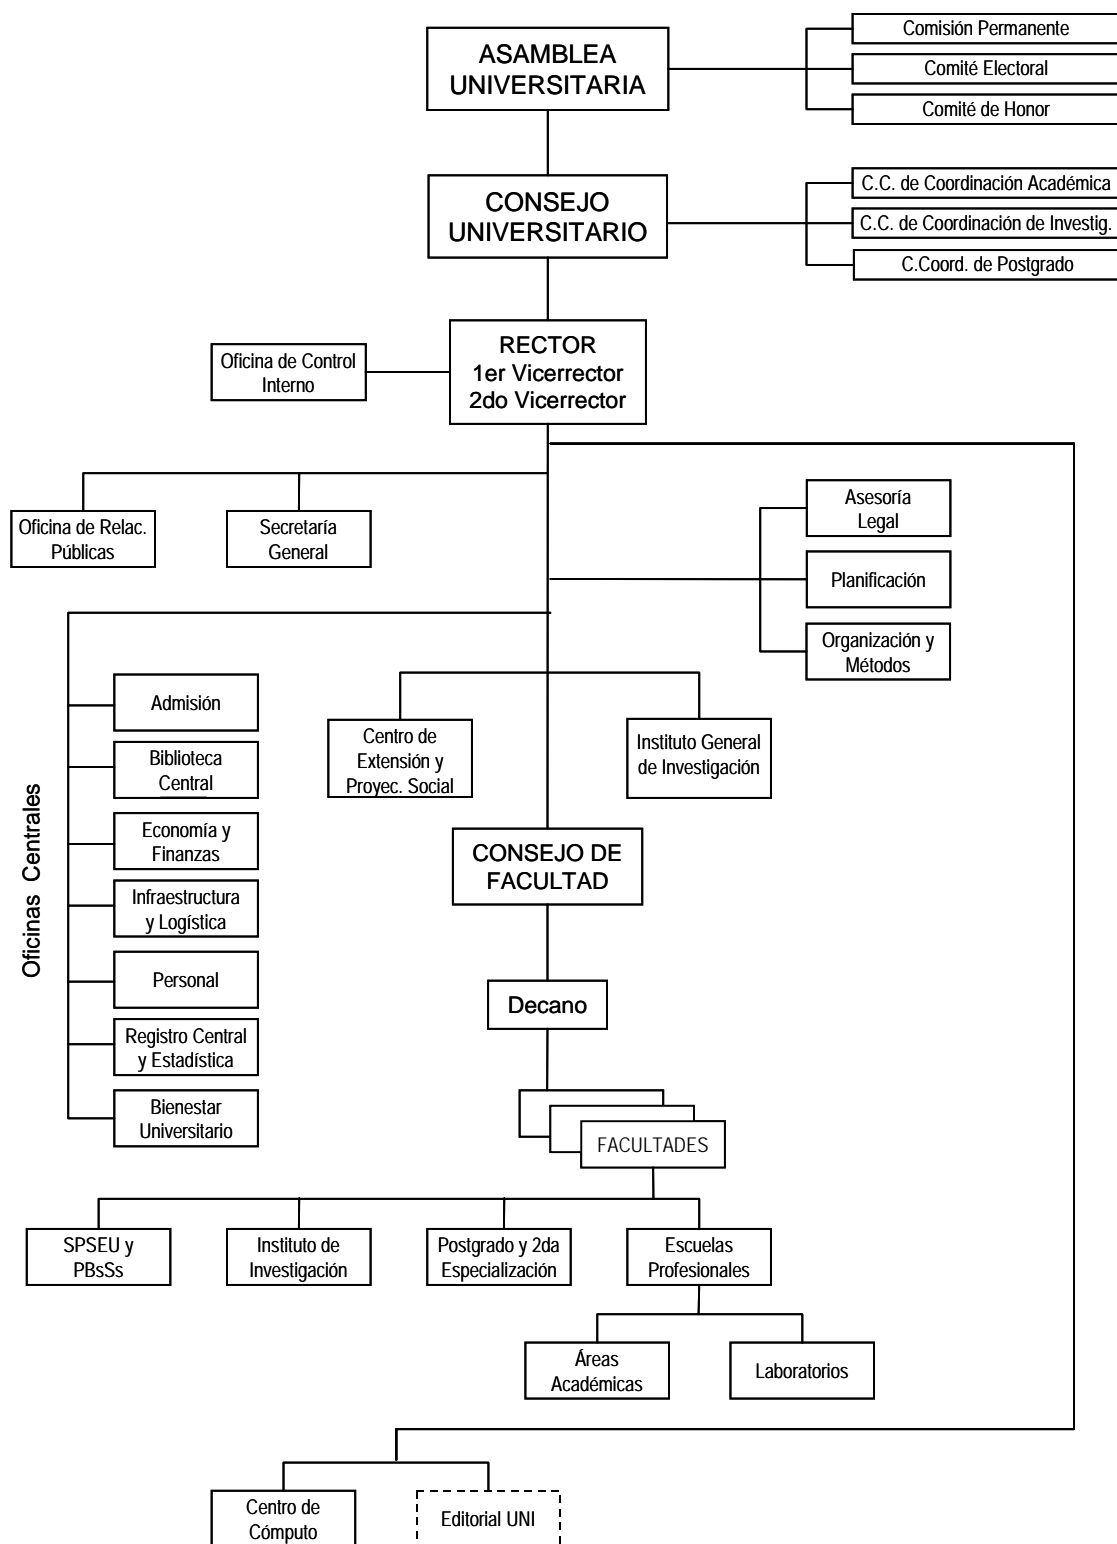 ASAMBLEA
UNIVERSITARIA
Comisión Permanente
Comité Electoral
Comité de Honor
CONSEJO
UNIVERSITARIO
C.C. de Coordinación Académica
C.C. de Coordinación de Investig.
C.Coord. de Postgrado
RECTOR
1er Vicerrector
2do Vicerrector
Oficina de Control
Interno
Oficina de Relac.
Públicas
Secretaría
General
Asesoría
Legal
Planificación
Organización y
Métodos
Oficinas Centrales
Admisión
Biblioteca
Central
Economía y
Finanzas
Infraestructura
y Logística
Personal
Registro Central
y Estadística
Bienestar
Universitario
Centro de
Extensión y
Proyec. Social
Instituto General
de Investigación
CONSEJO DE
FACULTAD
Decano
FACULTADES
SPSEU y
PBsSs
Instituto de
Investigación
Postgrado y 2da
Especialización
Escuelas
Profesionales
Áreas
Académicas
Laboratorios
Centro de
Cómputo
Editorial UNI